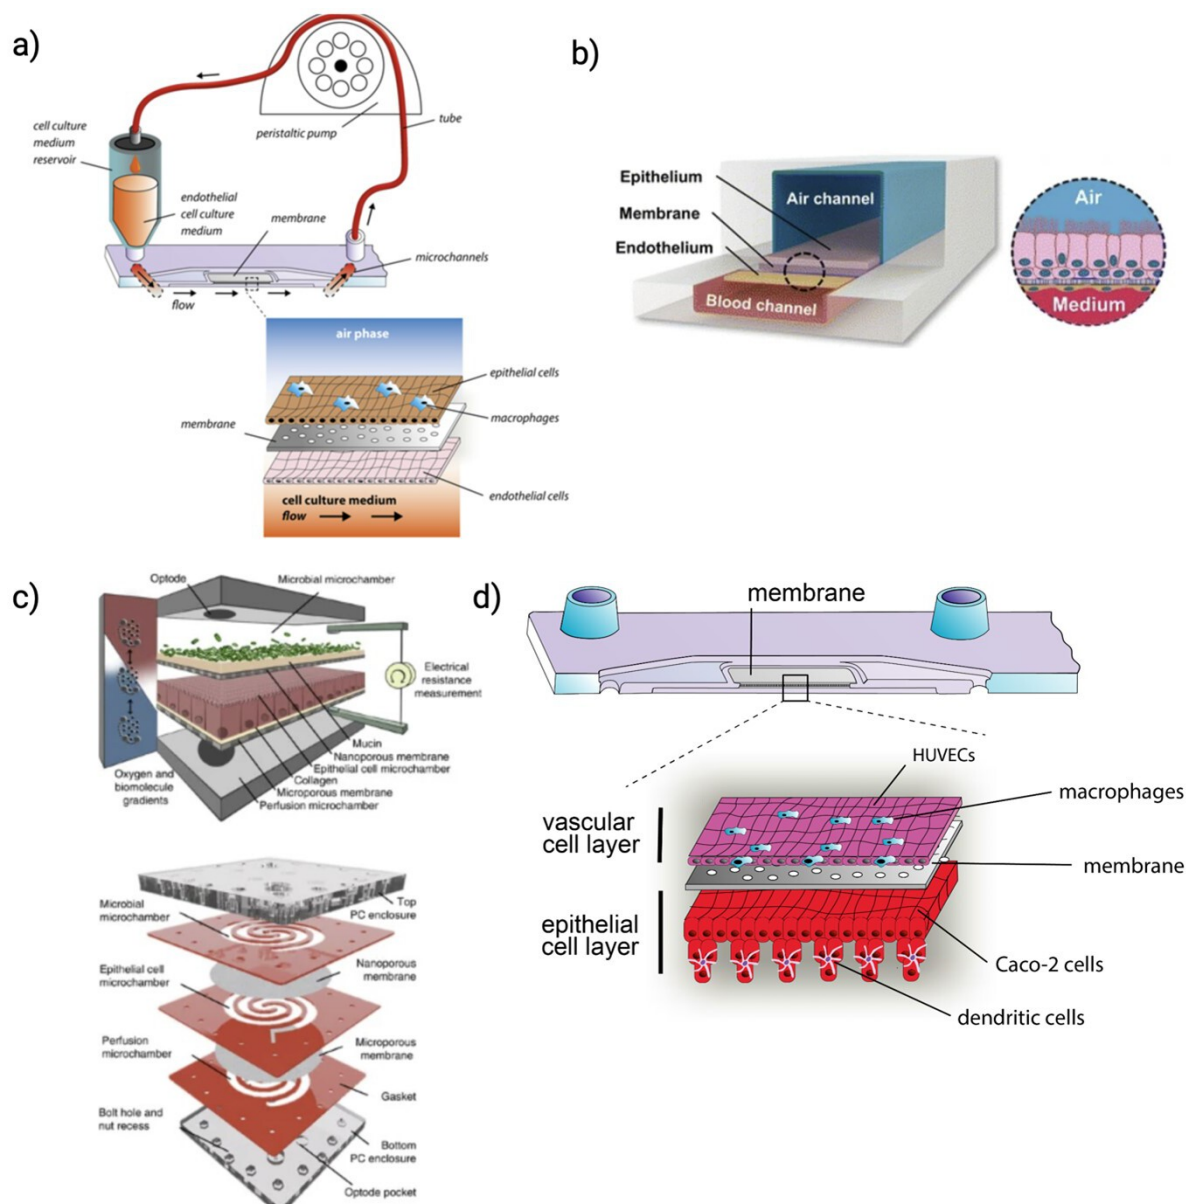 a)
peristaltic pump
tube
cell culture
medium
reservoir
endothelial
cell culture
medium
membrane
microchannels
flow
air phase
epithelial cells
macrophages
membrane
endothelial cells
cell culture medium
flow
b)
Epithelium
Membrane
Endothelium
Air channel
Blood channel
Air
Medium
c)
Optode
Microbial microchamber
Electrical
resistance
measurement
Mucin
Nanoporous membrane
Epithelial cell microchamber
Collagen
Microporous membrane
Perfusion microchamber
Oxygen and
biomolecule
gradients
Top
PC enclosure
Microbial
microchamber
Nanoporous
membrane
Epithelial cell
microchamber
Perfusion
microchamber
Microporous
membrane
Gasket
Bolt hole and
nut recess
Bottom
PC enclosure
Optode pocket
d)
membrane
HUVECs
macrophages
vascular
cell layer
membrane
epithelial
cell layer
Caco-2 cells
dendritic cells